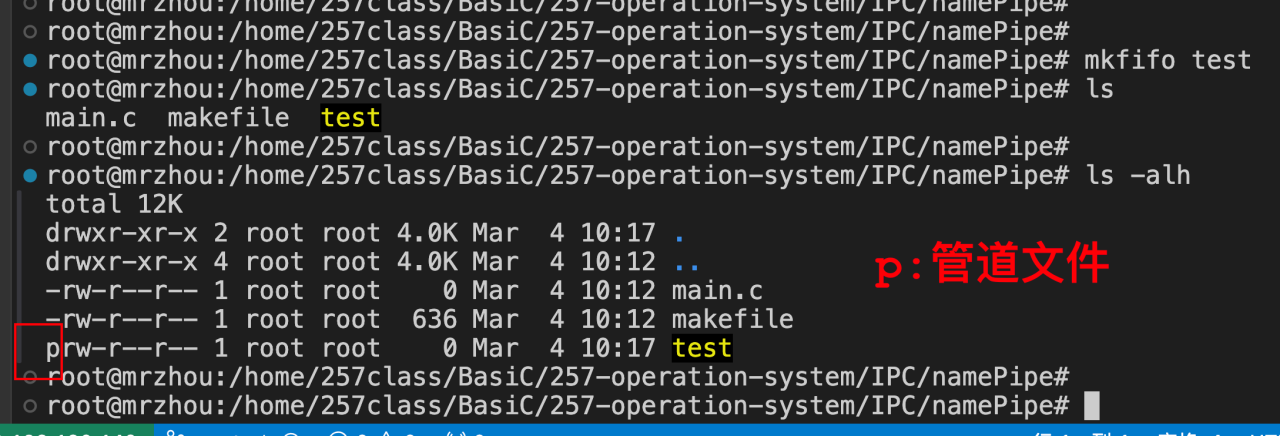 root@mrzhou:/home/257class/BasiC/257-operation-system/IPC/namePipe#
root@mrzhou:/home/257class/BasiC/257-operation-system/IPC/namePipe#
root@mrzhou:/home/257class/BasiC/257-operation-system/IPC/namePipe# mkfifo test
root@mrzhou:/home/257class/BasiC/257-operation-system/IPC/namePipe# ls
main.c makefile test
root@mrzhou:/home/257class/BasiC/257-operation-system/IPC/namePipe#
root@mrzhou:/home/257class/BasiC/257-operation-system/IPC/namePipe# ls -alh
total 12K
drwxr-xr-x 2 root root 4.0K Mar 4 10:17 .
drwxr-xr-x 4 root root 4.0K Mar 4 10:12 ..
p:管道文件
-rw-r--r-- 1 root root 0 Mar 4 10:12 main.c
-rw-r--r-- 1 root root 636 Mar 4 10:12 makefile
prw-r--r-- 1 root root 0 Mar 4 10:17 test
root@mrzhou:/home/257class/BasiC/257-operation-system/IPC/namePipe#
root@mrzhou:/home/257class/BasiC/257-operation-system/IPC/namePipe#